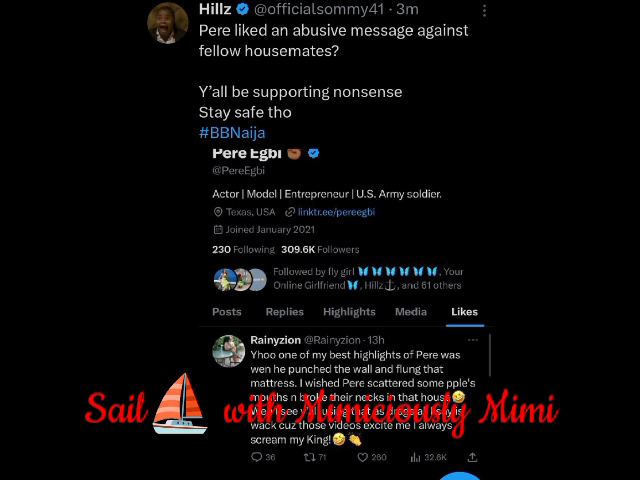 Hillz @officialsommy41 · 3m
Pere liked an abusive message against
fellow housemates?
Y'all be supporting nonsense
Stay safe tho
#BBNaija
Pere Egbi
@PereEgbi
Actor | Model | Entrepreneur | U.S. Army soldier.
Texas, USA linktr.ee/pereegbi
Joined January 2021
230 Following 309.6K Followers
Followed by fly girl 🦋🦋🦋🦋🦋🦋, Your
Online Girlfriend🦋, Hillz⚓, and 61 others
Posts Replies Highlights Media Likes
Rainyzion @Rainyzion · 13h
Yhoo one of my best highlights of Pere was
wen he punched the wall and flung that
mattress. I wished Pere scattered some pple's
mouths n broke their necks in that house🤣
Sail with Mimiciously Mimi
wack cuz those videos excite me I always
scream my King!🤣👏
36 71 260 32.6K